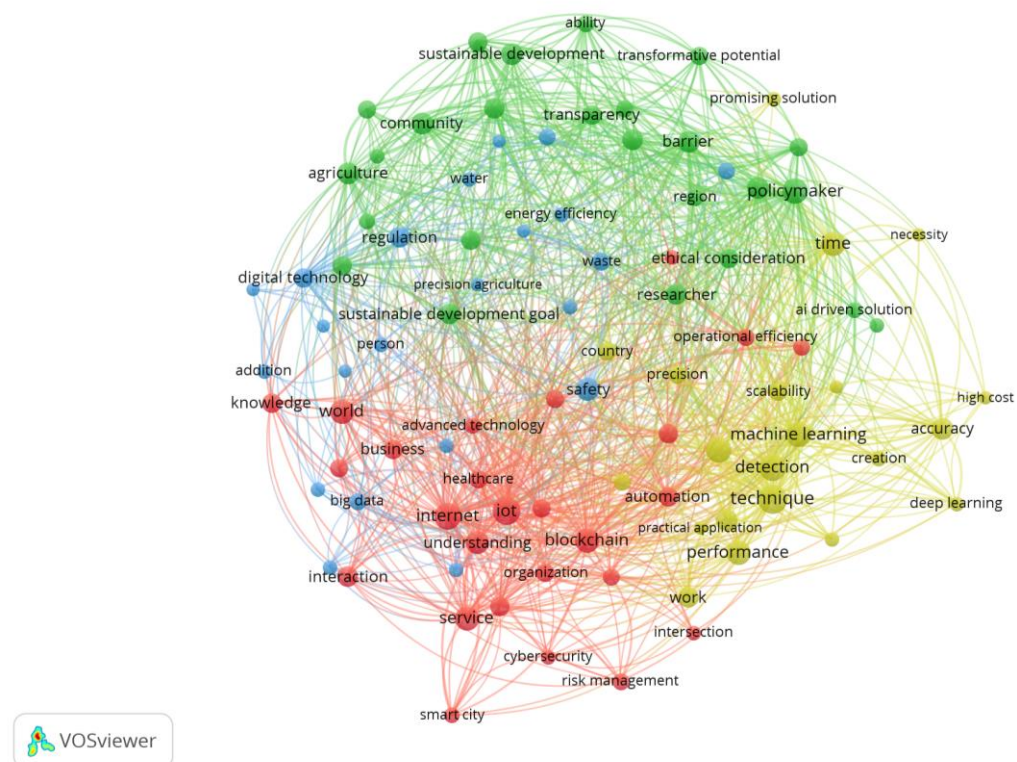 ability
sustainable development
transformative potential
promising solution
transparency
community
barrier
agriculture
water
policymaker
region
energy efficiency
regulation
necessity
time
ethical consideration
waste
digital technology
precision agriculture
researcher
sustainable development goal
ai driven solution
operational efficiency
person
country
addition
precision
safety
scalability
high cost
knowledge
world
advanced technology
accuracy
machine learning
business
creation
detection
healthcare
big data
automation
technique
deep learning
internet
iot
practical application
understanding
blockchain
performance
interaction
organization
work
service
intersection
cybersecurity
risk management
smart city
VOSviewer